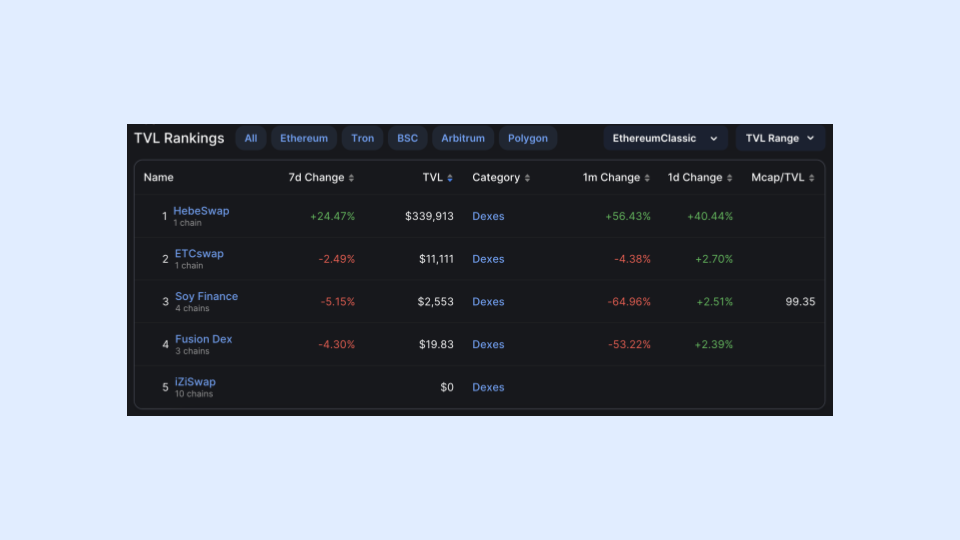 TVL Rankings All Ethereum Tron BSC Arbitrum Polygon EthereumClassic TVL Range
Name 7d Change TVL Category 1m Change 1d Change Mcap/TVL
1 HebeSwap +24.47% $339,913 Dexes +56.43% +40.44%
1 chain
2 ETCswap -2.49% $11,111 Dexes -4.38% +2.70%
1 chain
3 Soy Finance -5.15% $2,553 Dexes -64.96% +2.51% 99.35
4 chains
4 Fusion Dex -4.30% $19.83 Dexes -53.22% +2.39%
3 chains
5 iZiSwap $0 Dexes
10 chains